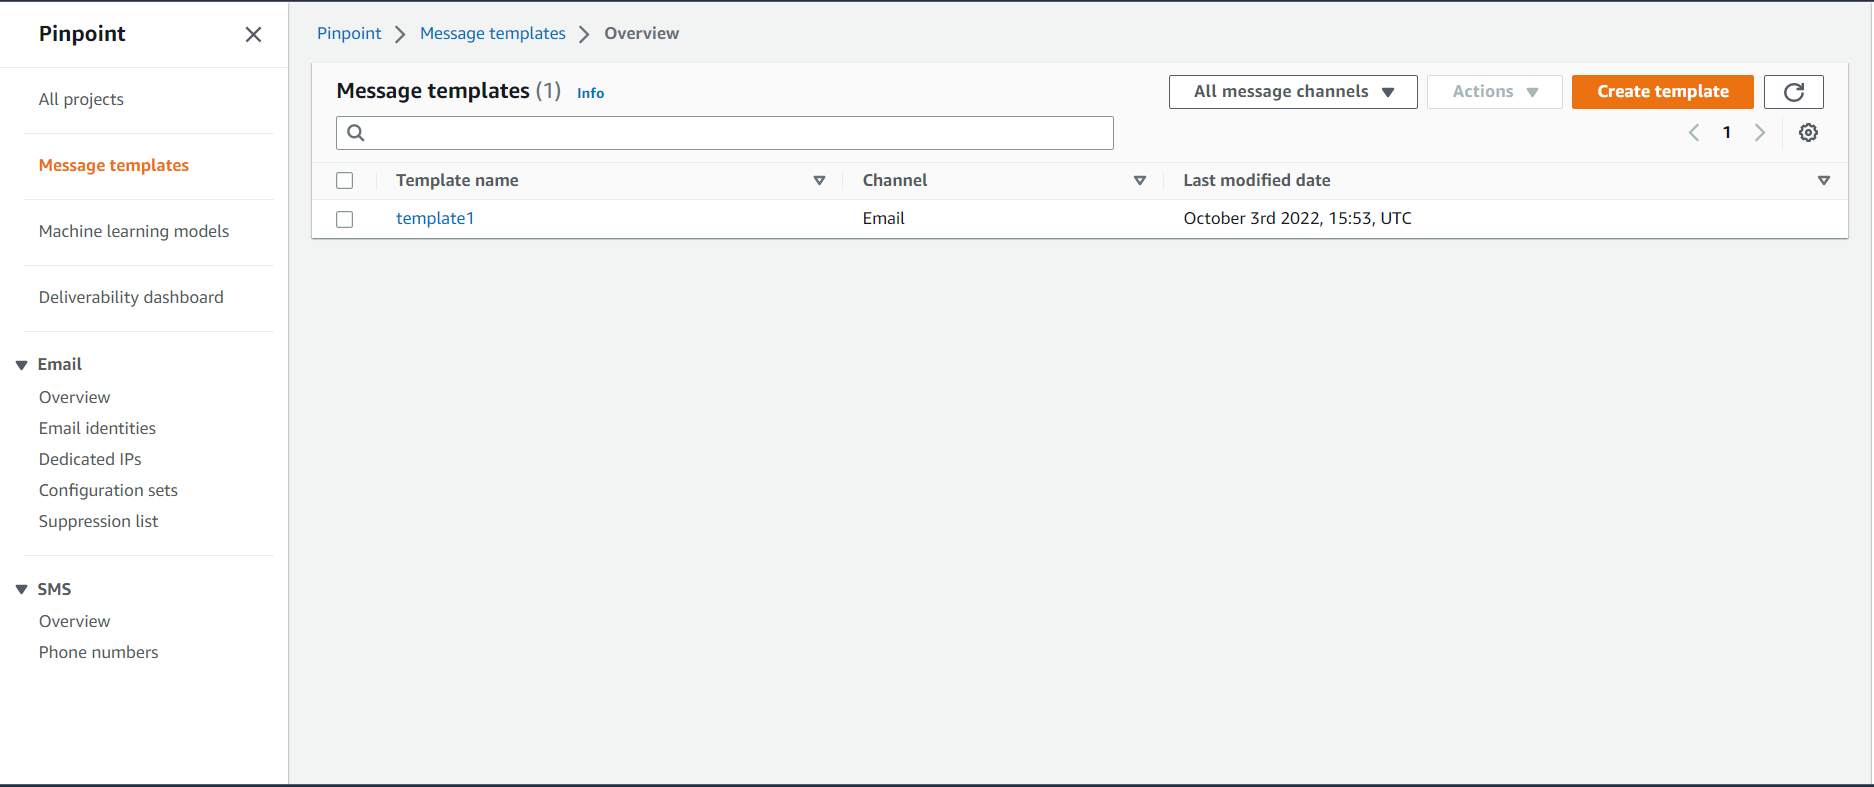 Pinpoint
All projects
Message templates
Machine learning models
Deliverability dashboard
Email
Overview
Email identities
Dedicated IPs
Configuration sets
Suppression list
SMS
Overview
Phone numbers
Pinpoint Message templates Overview
Message templates (1) Info
All message channels Actions Create template
1
Template name Channel Last modified date
template1 Email October 3rd 2022, 15:53, UTC